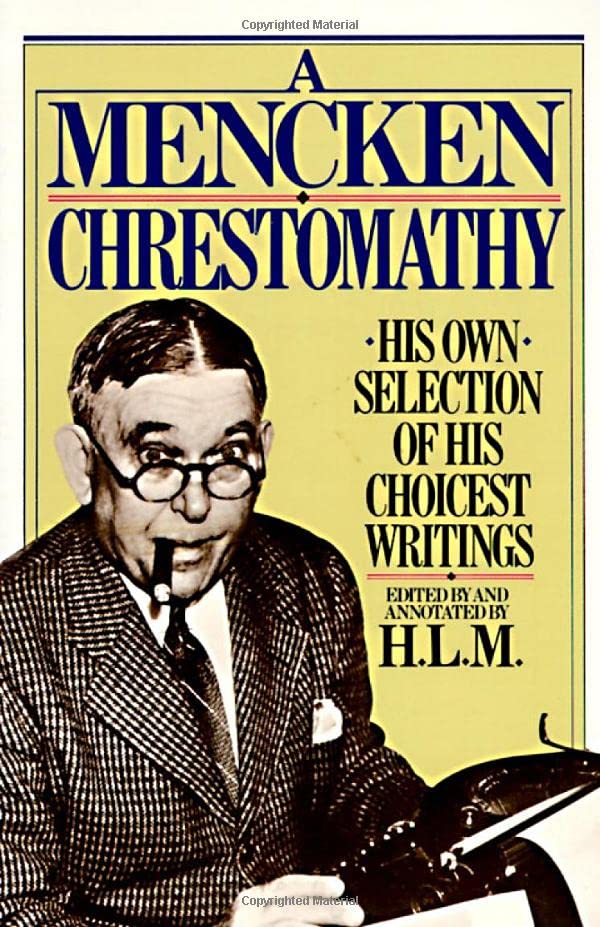 Copyrighted Material
A
MENCKEN
CHRESTOMATHY
·HIS OWN·
SELECTION
OF HIS
CHOICEST
WRITINGS
EDITED BY AND
ANNOTATED BY
H.L.M.
Copyrighted Material